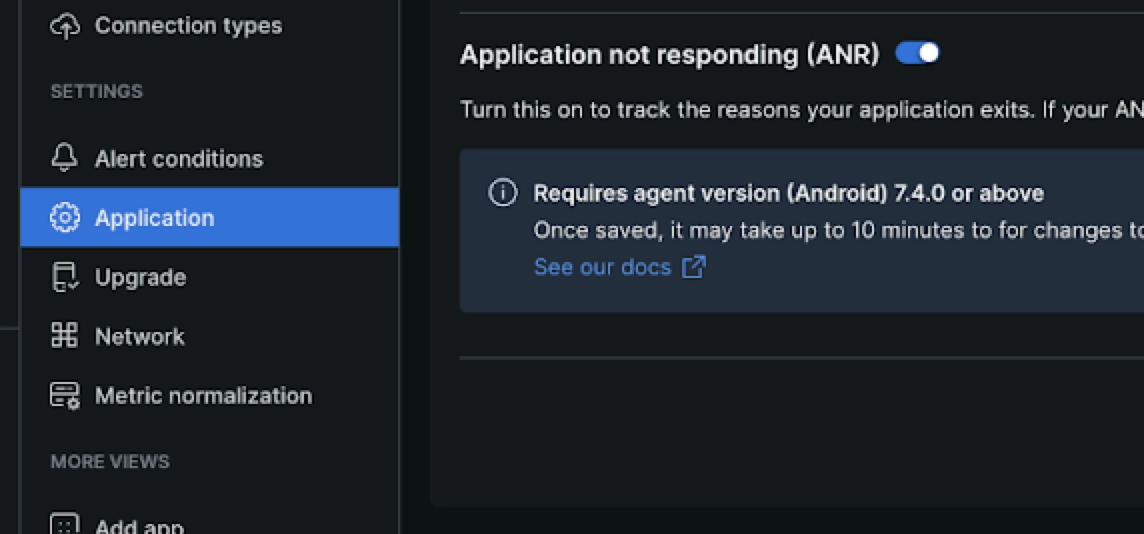 Connection types
SETTINGS
Alert conditions
Application
Upgrade
Network
Metric normalization
MORE VIEWS
Add app
Application not responding (ANR)
Turn this on to track the reasons your application exits. If your AN
Requires agent version (Android) 7.4.0 or above
Once saved, it may take up to 10 minutes to for changes to
See our docs